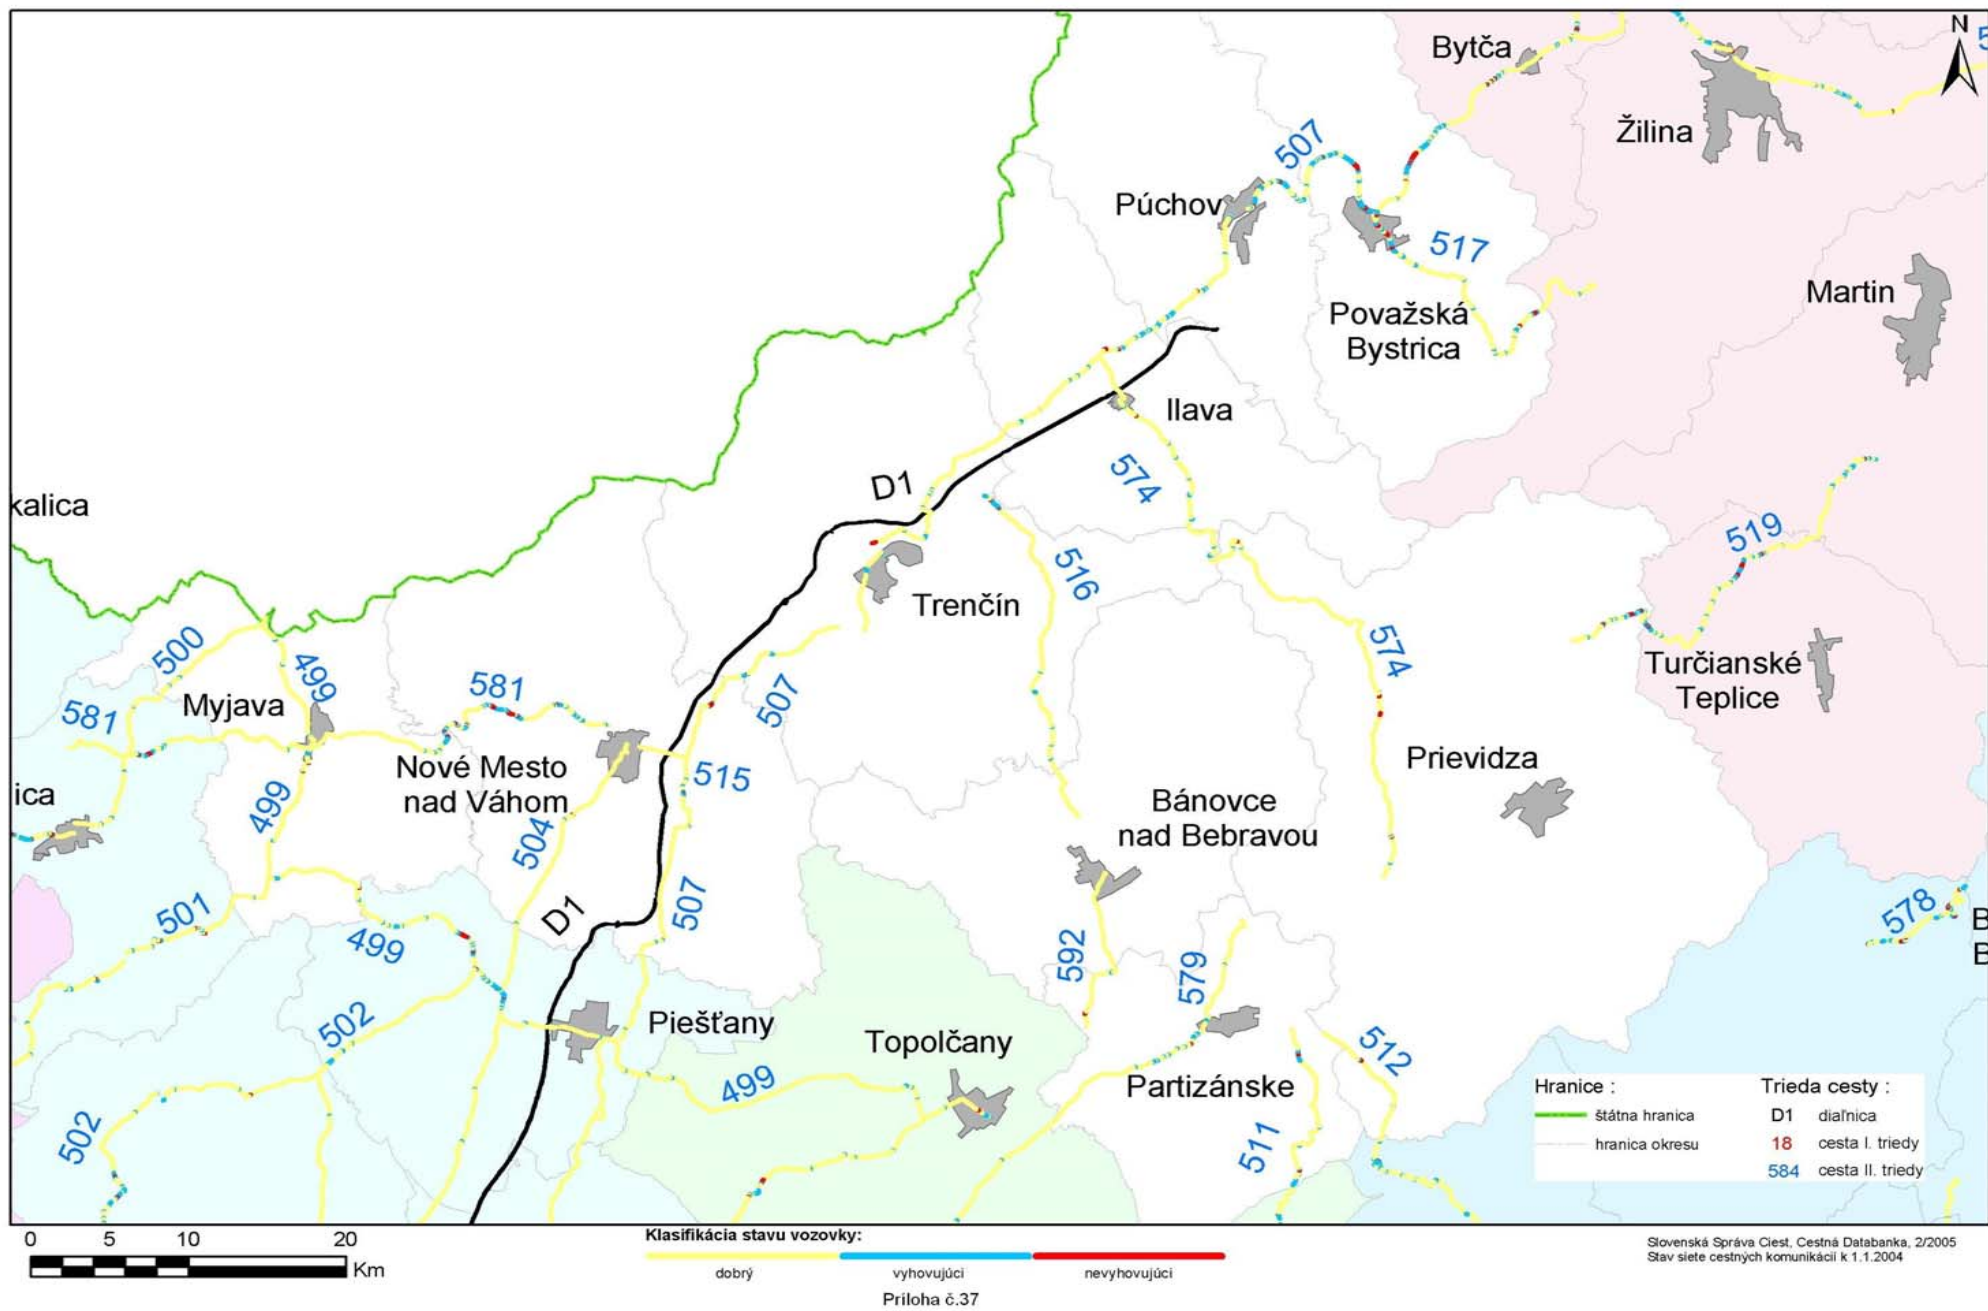 Bytča
N
Žilina
507
Púchov
517
Martin
Považská
Bystrica
Ilava
574
D1
kalica
519
516
Trenčín
574
500
499
Turčianské
Teplice
581
Myjava
581
507
Prievidza
Nové Mesto
nad Váhom
515
ica
499
504
Bánovce
nad Bebravou
501
D1
507
578
B
B
499
592
579
502
Piešťany
Topolčany
512
499
Partizánske
502
511
Hranice :
Trieda cesty :
štátna hranica
D1 diaľnica
hranica okresu
18 cesta I. triedy
584 cesta II. triedy
0 5 10 20
Km
Klasifikácia stavu vozovky:
dobrý vyhovujúci nevyhovujúci
Príloha č.37
Slovenská Správa Ciest, Cestná Databanka, 2/2005
Stav siete cestných komunikácií k 1.1.2004